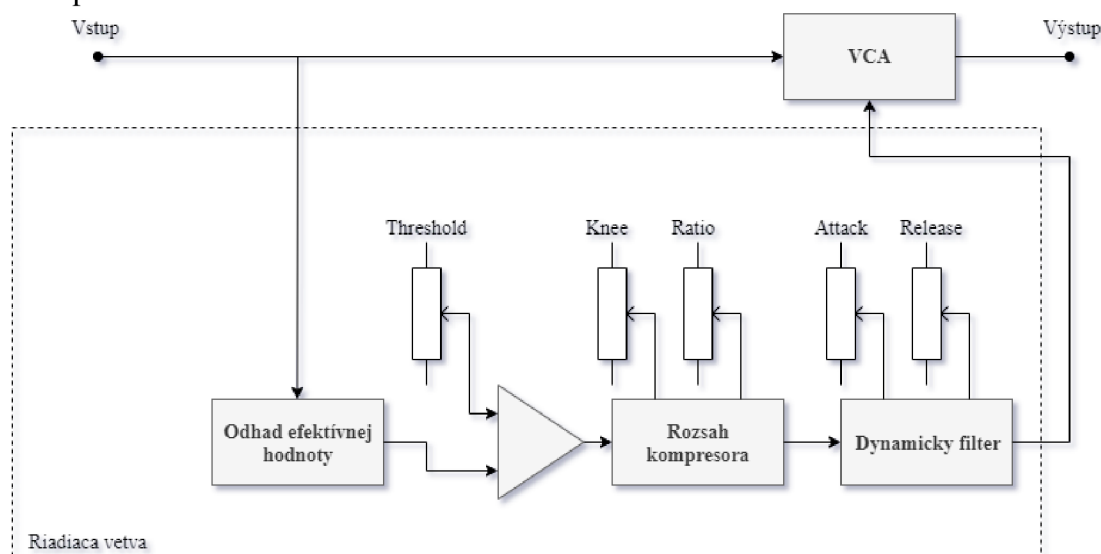 Vstup
Výstup
VCA
Threshold
Knee
Ratio
Attack
Release
Odhad efektívnej
hodnoty
Rozsah
kompresora
Dynamicky filter
Riadiaca vetva